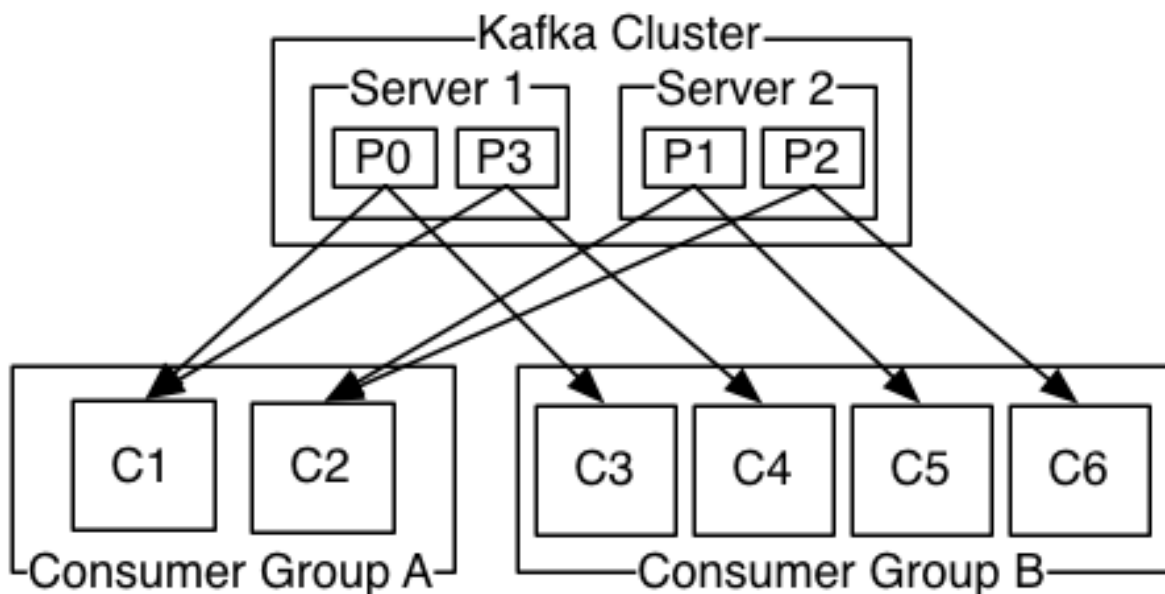 Kafka Cluster
Server 1
Server 2
P0
P3
P1
P2
C1
C2
C3
C4
C5
C6
Consumer Group A
Consumer Group B